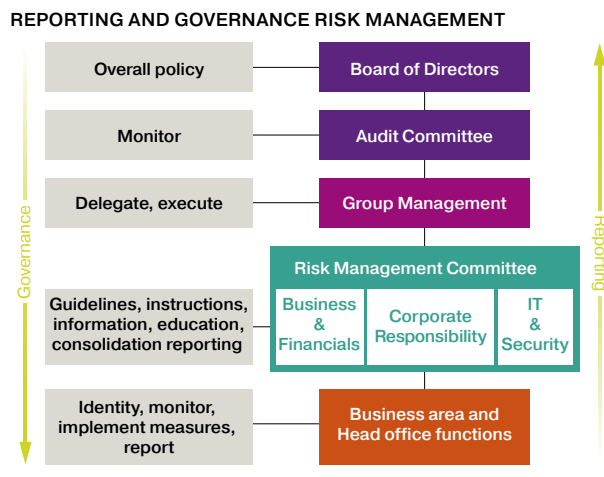 REPORTING AND GOVERNANCE RISK MANAGEMENT
Overall policy
Board of Directors
Monitor
Audit Committee
Delegate, execute
Group Management
Governance
Reporting
Risk Management Committee
Guidelines, instructions,
information, education,
consolidation reporting
Business
&
Financials
Corporate
Responsibility
IT
&
Security
Identity, monitor,
implement measures,
report
Business area and
Head office functions